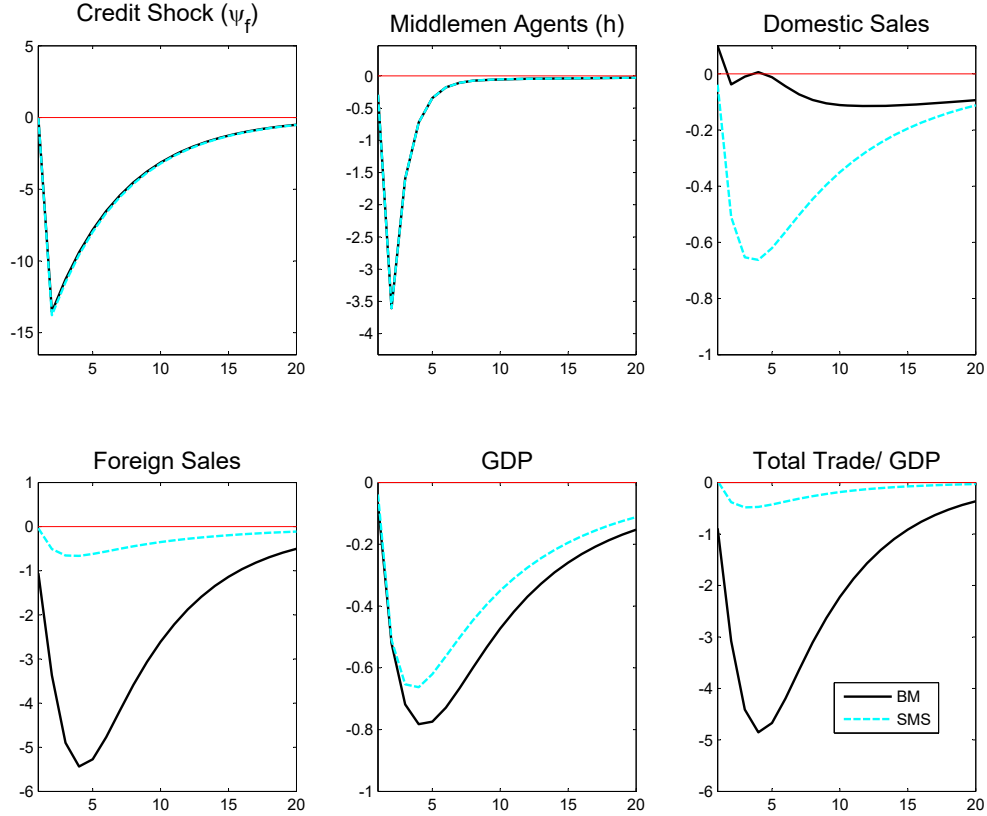 Credit Shock (ψf)
Middlemen Agents (h)
Domestic Sales
5
0
-5
-10
-15
5 10 15 20
0
-0.5
-1
-1.5
-2
-2.5
-3
-3.5
-4
5 10 15 20
0
-0.2
-0.4
-0.6
-0.8
-1
5 10 15 20
Foreign Sales
GDP
Total Trade/ GDP
1
0
-1
-2
-3
-4
-5
-6
5 10 15 20
0
-0.2
-0.4
-0.6
-0.8
-1
5 10 15 20
0
-1
-2
-3
-4
-5
-6
5 10 15 20
BM
SMS